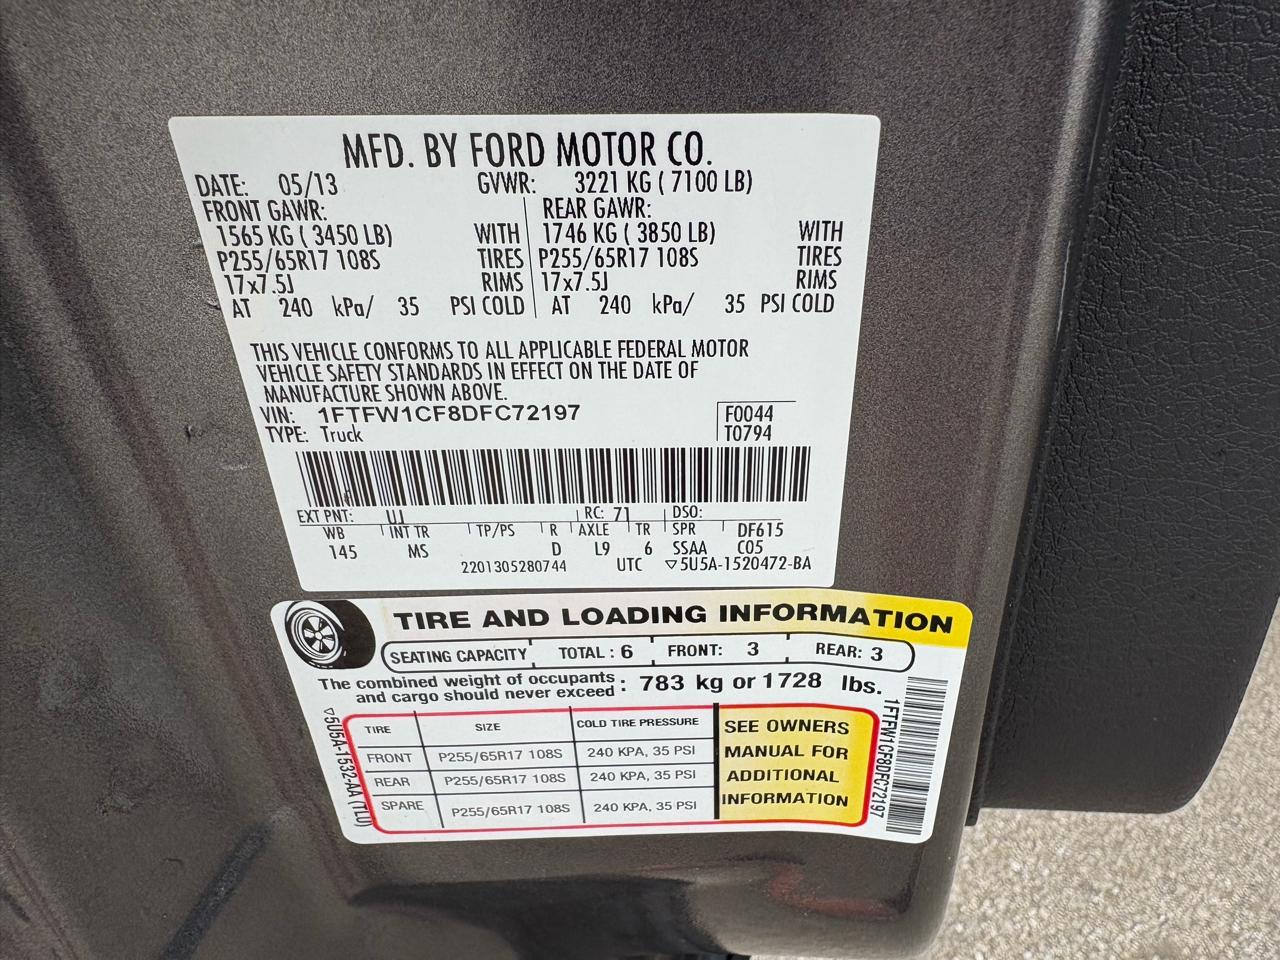 MFD. BY FORD MOTOR CO.
DATE: 05/13 GVWR: 3221 KG ( 7100 LB)
FRONT GAWR: REAR GAWR:
1565 KG ( 3450 LB) WITH 1746 KG ( 3850 LB) WITH
P255/65R17 108S TIRES P255/65R17 108S TIRES
17x7.5J RIMS 17x7.5J RIMS
AT 240 kPa/ 35 PSI COLD AT 240 kPa/ 35 PSI COLD
THIS VEHICLE CONFORMS TO ALL APPLICABLE FEDERAL MOTOR
VEHICLE SAFETY STANDARDS IN EFFECT ON THE DATE OF
MANUFACTURE SHOWN ABOVE.
VIN: 1FTFW1CF8DFC72197 F0044
TYPE: Truck T0794
EXT PNT: UJ RC: 71 DSO:
WB INT TR TP/PS R AXLE TR SPR DF615
145 MS D L9 6 SSAA C05
2201305280744 UTC ▽5U5A-1520472-BA
TIRE AND LOADING INFORMATION
SEATING CAPACITY TOTAL : 6 FRONT: 3 REAR: 3
The combined weight of occupants
and cargo should never exceed : 783 kg or 1728 lbs.
TIRE SIZE COLD TIRE PRESSURE
FRONT P255/65R17 108S 240 KPA, 35 PSI
REAR P255/65R17 108S 240 KPA, 35 PSI
SPARE P255/65R17 108S 240 KPA, 35 PSI
SEE OWNERS
MANUAL FOR
ADDITIONAL
INFORMATION
▽5U5A-1532-AA (TLU)
1FTFW1CF8DFC72197